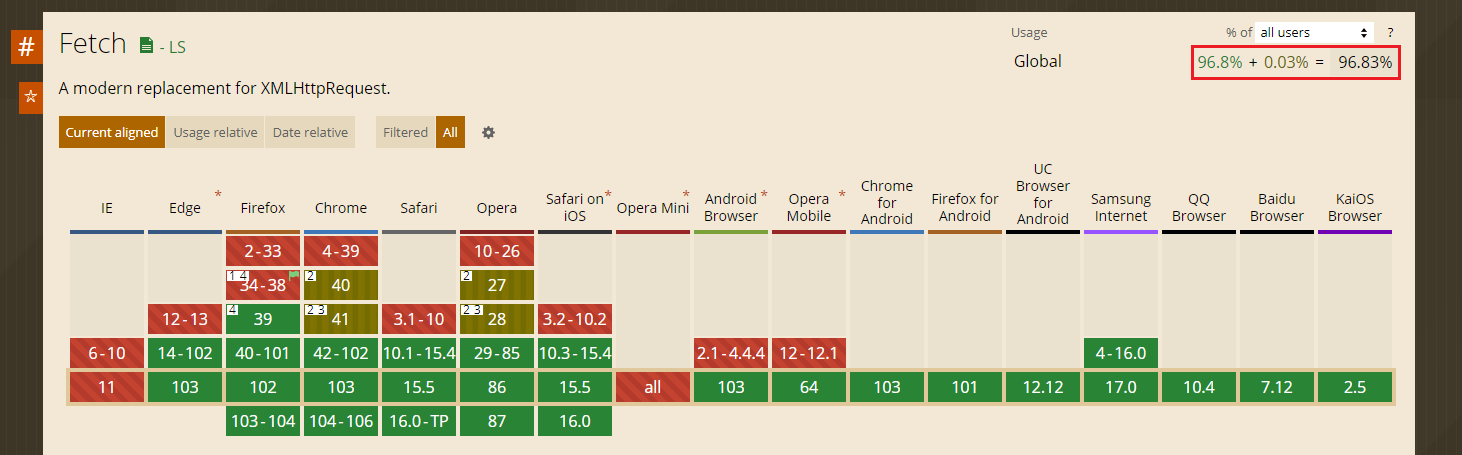 #
Fetch - LS
Usage % of all users ?
Global 96.8% + 0.03% = 96.83%
☆
A modern replacement for XMLHttpRequest.
Current aligned Usage relative Date relative Filtered All
IE Edge * Firefox Chrome Safari Opera Safari on iOS * Opera Mini * Android Browser * Opera Mobile * Chrome for Android Firefox for Android UC Browser for Android Samsung Internet QQ Browser Baidu Browser KaiOS Browser
2-33 4-39 10-26
1 4 34-38 2 40 2 27
12-13 4 39 2 3 41 3.1-10 2 3 28 3.2-10.2
6-10 14-102 40-101 42-102 10.1-15.4 29-85 10.3-15.4 2.1-4.4.4 12-12.1 4-16.0
11 103 102 103 15.5 86 15.5 all 103 64 103 101 12.12 17.0 10.4 7.12 2.5
103-104 104-106 16.0-TP 87 16.0